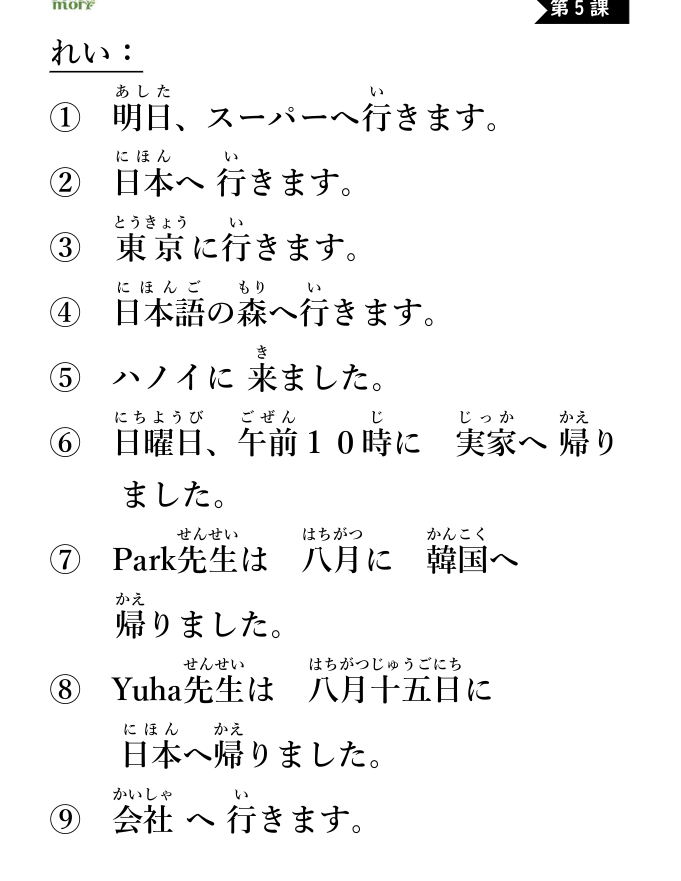 mori
第５課
れい：
あした い
① 明日、スーパーへ行きます。
にほん い
② 日本へ 行きます。
とうきょう い
③ 東京に行きます。
にほんご もり い
④ 日本語の森へ行きます。
き
⑤ ハノイに 来ました。
にちようび ごぜん じ じっか かえ
⑥ 日曜日、午前１０時に 実家へ 帰り
ました。
せんせい はちがつ かんこく
⑦ Park先生は 八月に 韓国へ
かえ
帰りました。
せんせい はちがつじゅうごにち
⑧ Yuha先生は 八月十五日に
にほん かえ
日本へ帰りました。
かいしゃ い
⑨ 会社 へ 行きます。